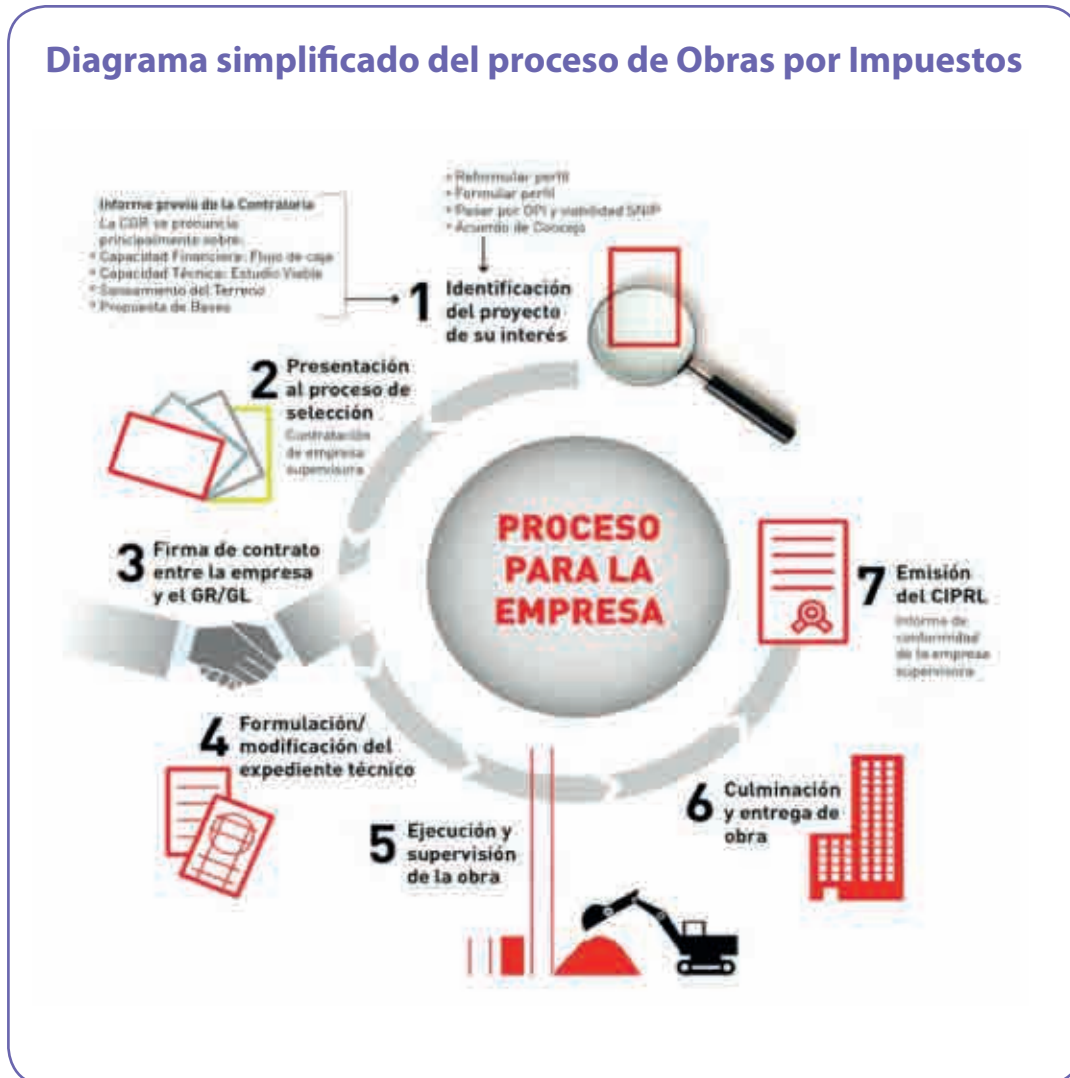 Diagrama simplificado del proceso de Obras por Impuestos
Informe previo de la Contraloría
La CGR se pronuncia
principalmente sobre:
• Capacidad Financiera: Flujo de caja
• Capacidad Técnica: Estudio Viable
• Saneamiento del Terreno
• Propuesta de Bases
• Reformular perfil
• Formular perfil
• Pasar por OPI y viabilidad SNIP
• Acuerdo de Concejo
1 Identificación
del proyecto
de su interés
2 Presentación
al proceso de
selección
Contratación
de empresa
supervisora
3 Firma de contrato
entre la empresa
y el GR/GL
PROCESO
PARA LA
EMPRESA
4 Formulación/
modificación del
expediente técnico
5 Ejecución y
supervisión
de la obra
6 Culminación
y entrega de
obra
7 Emisión
del CIPRL
Informe de
conformidad
de la empresa
supervisora